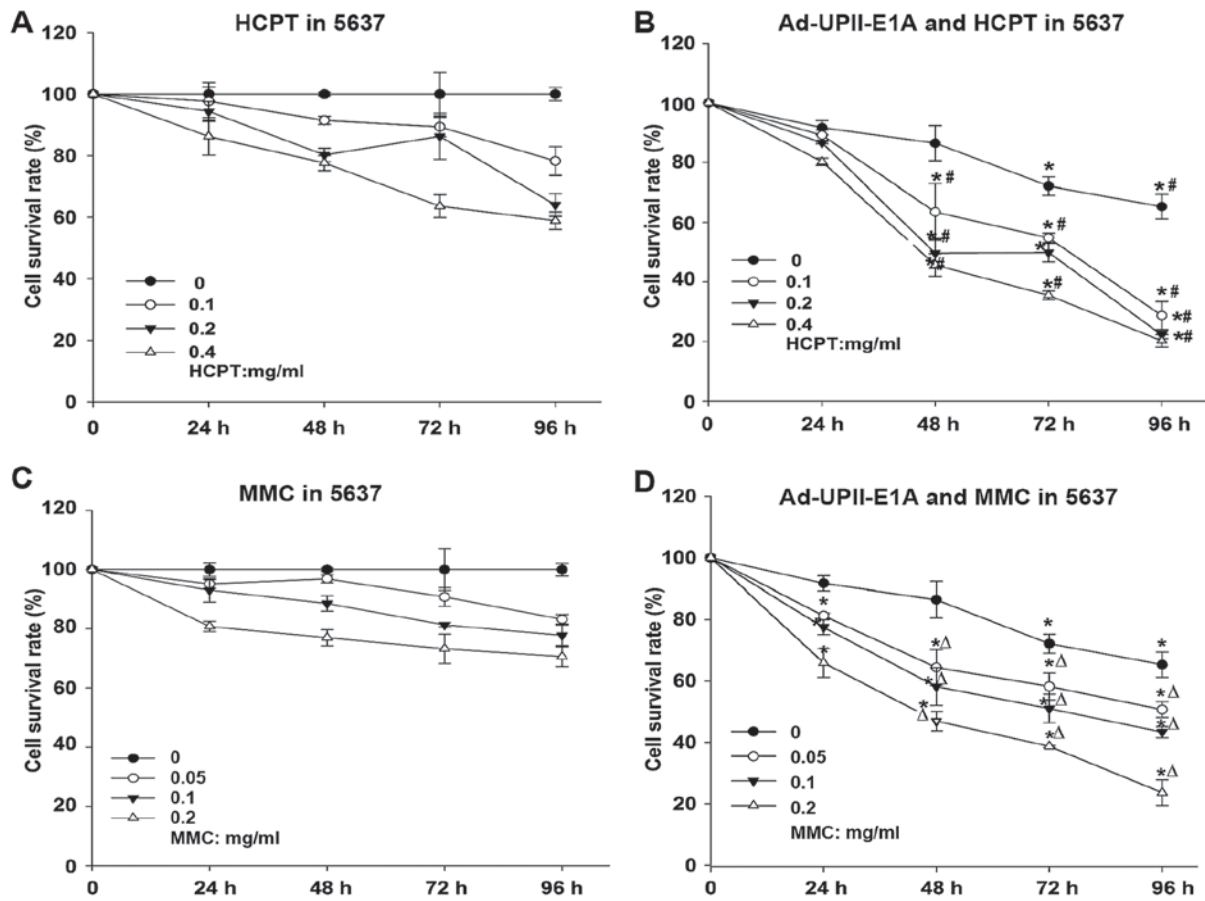 A
HCPT in 5637
Cell survival rate (%)
120
100
80
60
40
20
0
0
0.1
0.2
0.4
HCPT:mg/ml
0 24 h 48 h 72 h 96 h
B
Ad-UPII-E1A and HCPT in 5637
Cell survival rate (%)
120
100
80
60
40
20
0
*#
*#
*#
*
*#
*
*#
*#
*#
*#
*#
0
0.1
0.2
0.4
HCPT:mg/ml
0 24 h 48 h 72 h 96 h
C
MMC in 5637
Cell survival rate (%)
120
100
80
60
40
20
0
0
0.05
0.1
0.2
MMC: mg/ml
0 24 h 48 h 72 h 96 h
D
Ad-UPII-E1A and MMC in 5637
Cell survival rate (%)
120
100
80
60
40
20
0
*
*
*
*Δ
*Δ
*
Δ
*
*Δ
*Δ
*Δ
*
*Δ
*Δ
*Δ
0
0.05
0.1
0.2
MMC: mg/ml
0 24 h 48 h 72 h 96 h